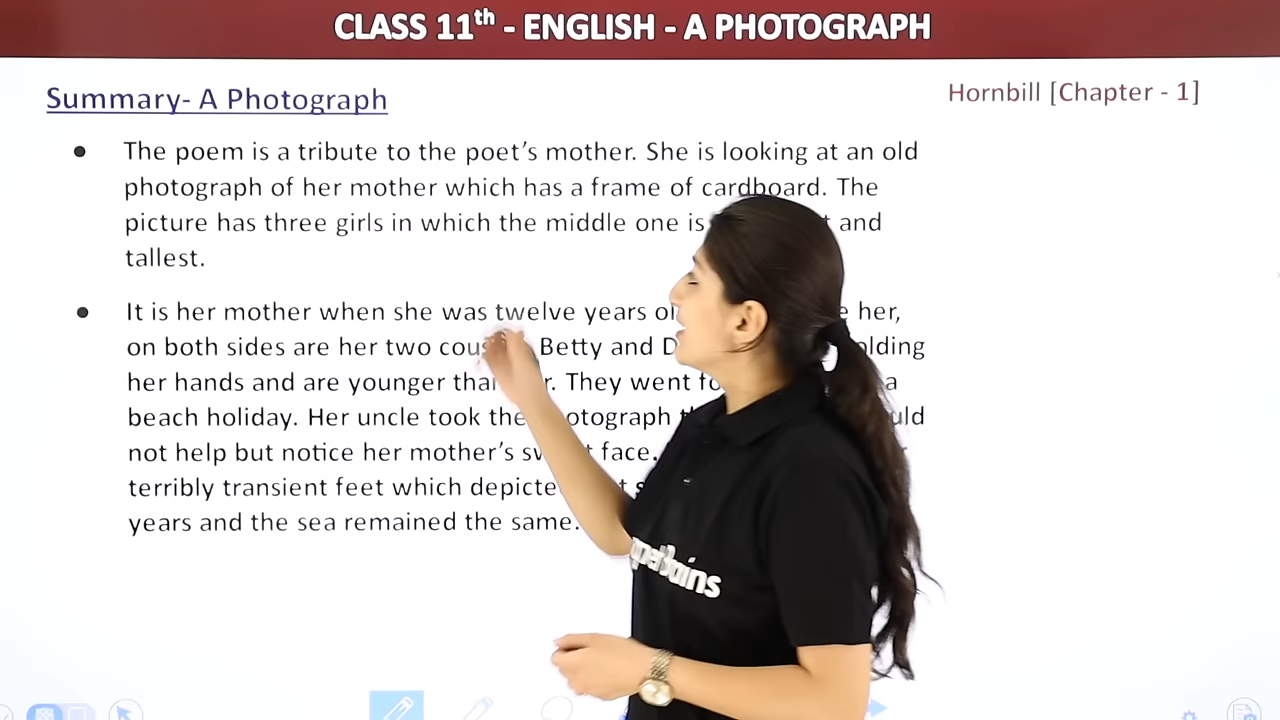 CLASS 11th - ENGLISH - A PHOTOGRAPH
Summary- A Photograph
Hornbill [Chapter - 1]
The poem is a tribute to the poet's mother. She is looking at an old
photograph of her mother which has a frame of cardboard. The
picture has three girls in which the middle one is and
tallest.
It is her mother when she was twelve years her,
on both sides are her two Betty and
her hands and are younger They went a
beach holiday. Her uncle took the
not help but notice her mother's face.
terribly transient feet which
years and the sea remained the same.